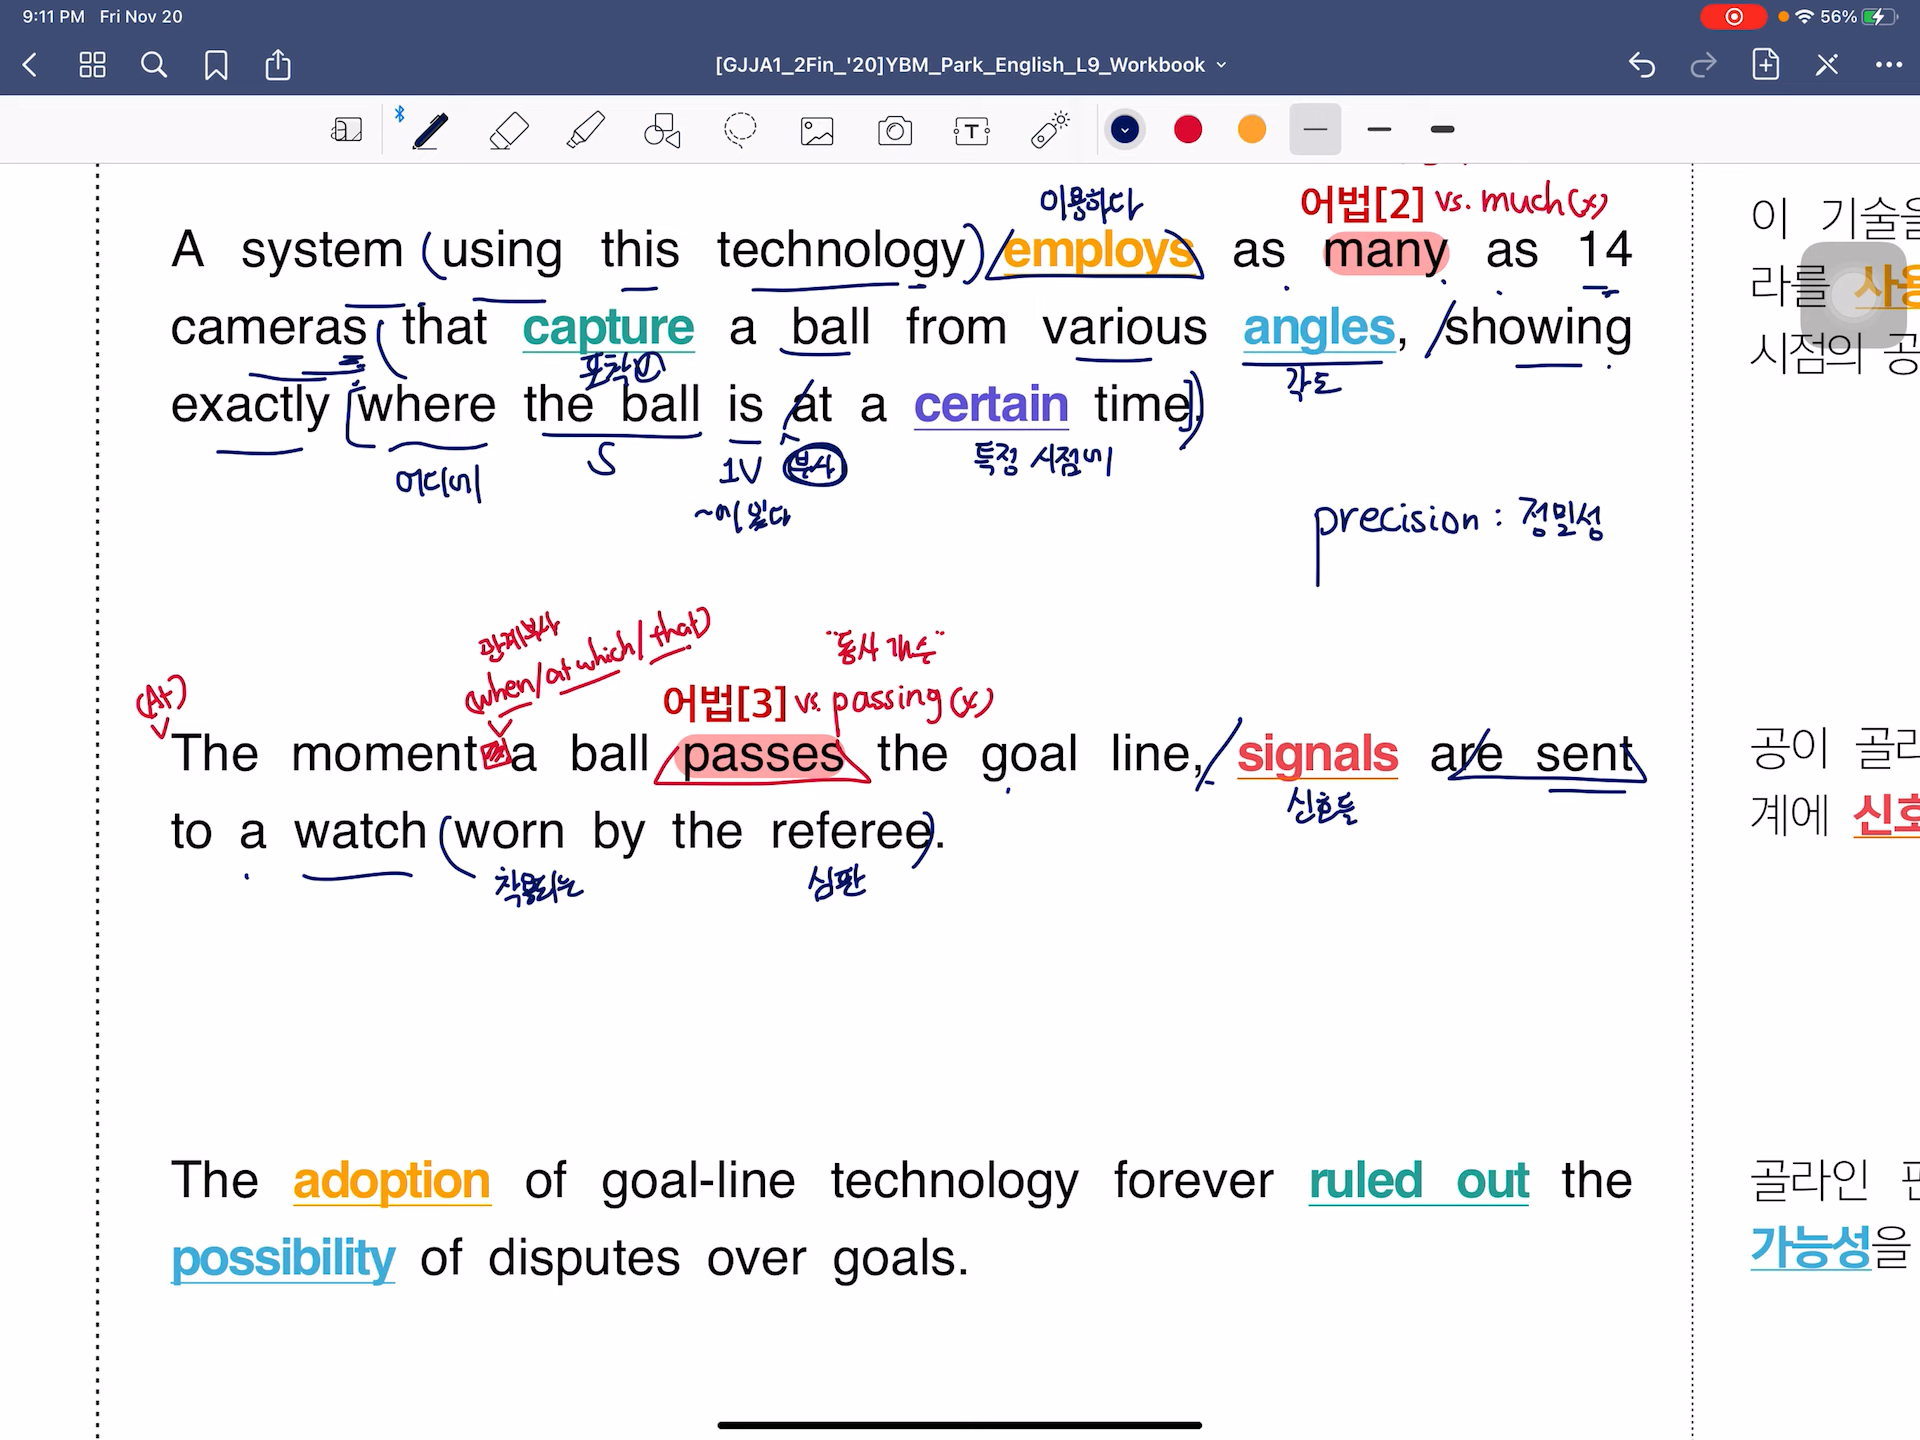 9:11 PM Fri Nov 20
56%
[GJJA1_2Fin_'20]YBM_Park_English_L9_Workbook
이용하다
어법[2] vs. much(x)
A system (using this technology) employs as many as 14
cameras that capture a ball from various angles, showing
포착
각도
exactly [where the ball is at a certain time])
어디에
S
1V
부사
특정 시점에
~에 있다
precision : 정밀성
관계부사
(when/at which/that)
"동사 개수"
(At)
어법[3] vs. passing(x)
The moment a ball passes the goal line, signals are sent
신호들
to a watch (worn by the referee).
착용되는
심판
The adoption of goal-line technology forever ruled out the
possibility of disputes over goals.
이 기술을
라를 사용
시점의 공
공이 골라
계에 신호
골라인 판
가능성을